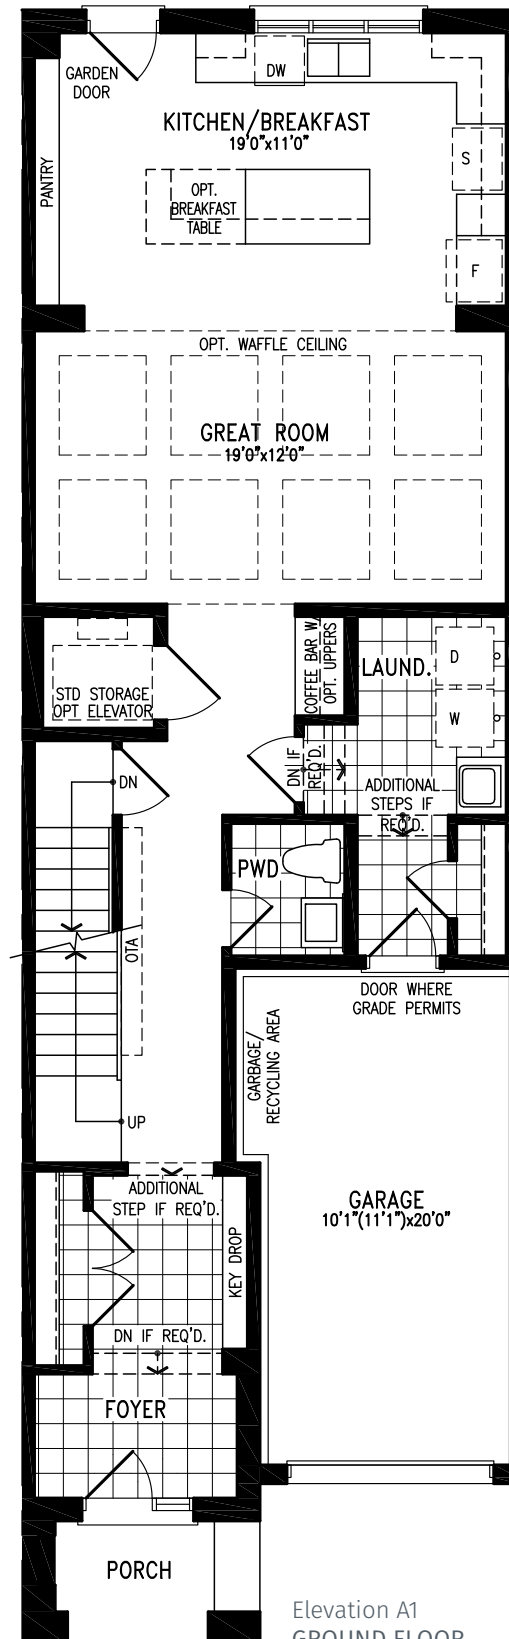 GARDEN
DOOR
DW
KITCHEN/BREAKFAST
19'0"x11'0"
S
PANTRY
OPT.
BREAKFAST
TABLE
F
OPT. WAFFLE CEILING
GREAT ROOM
19'0"x12'0"
COFFEE BAR W/
OPT. UPPERS
LAUND.
D
STD STORAGE
OPT ELEVATOR
W
DN IF
REQ'D.
DN
ADDITIONAL
STEPS IF
REQ'D.
PWD
OTA
DOOR WHERE
GRADE PERMITS
GARBAGE/
RECYCLING AREA
UP
ADDITIONAL
STEP IF REQ'D.
GARAGE
10'1"(11'1")x20'0"
KEY DROP
DN IF REQ'D.
FOYER
PORCH
Elevation A1
GROUND FLOOR